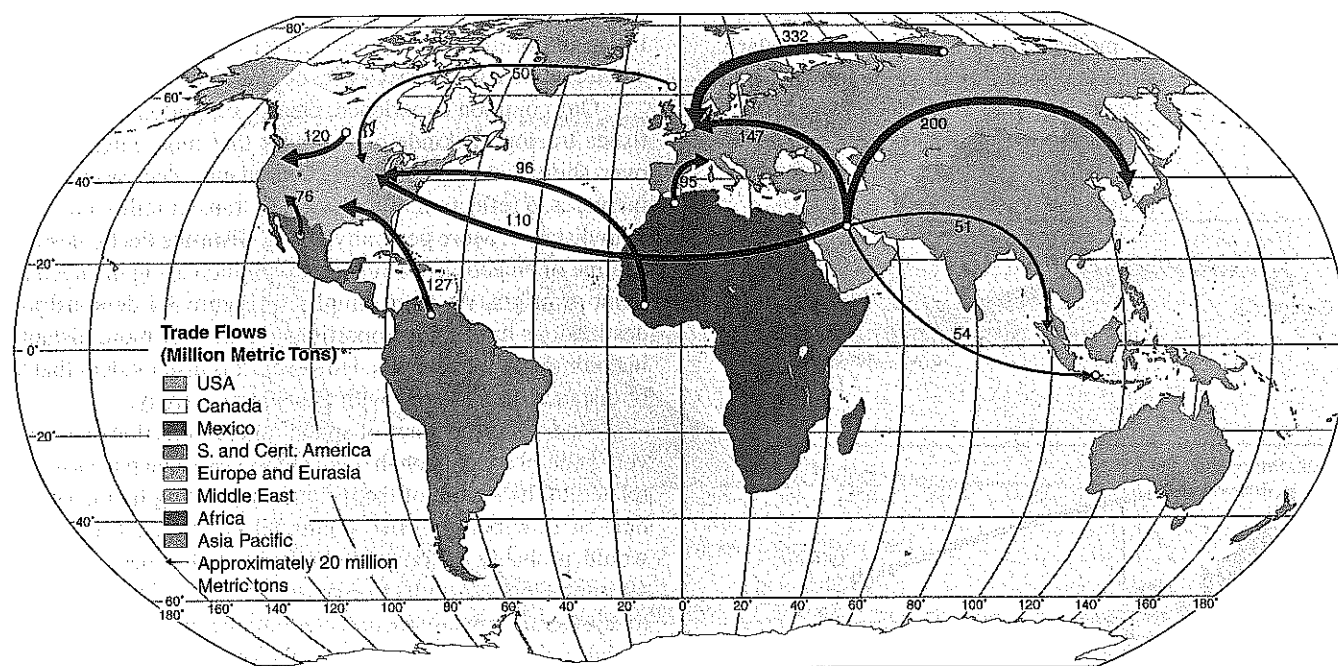 80°
332
50
60°
120
147
200
96
40°
95
76
110
51
20°
127
54
Trade Flows
(Million Metric Tons)*
0°
USA
Canada
Mexico
20°
S. and Cent. America
Europe and Eurasia
Middle East
Africa
40°
Asia Pacific
Approximately 20 million
Metric tons
60°
180° 160° 140° 120° 100° 80° 60° 40° 20° 0° 20° 40° 60° 80° 100° 120° 140° 160° 180°